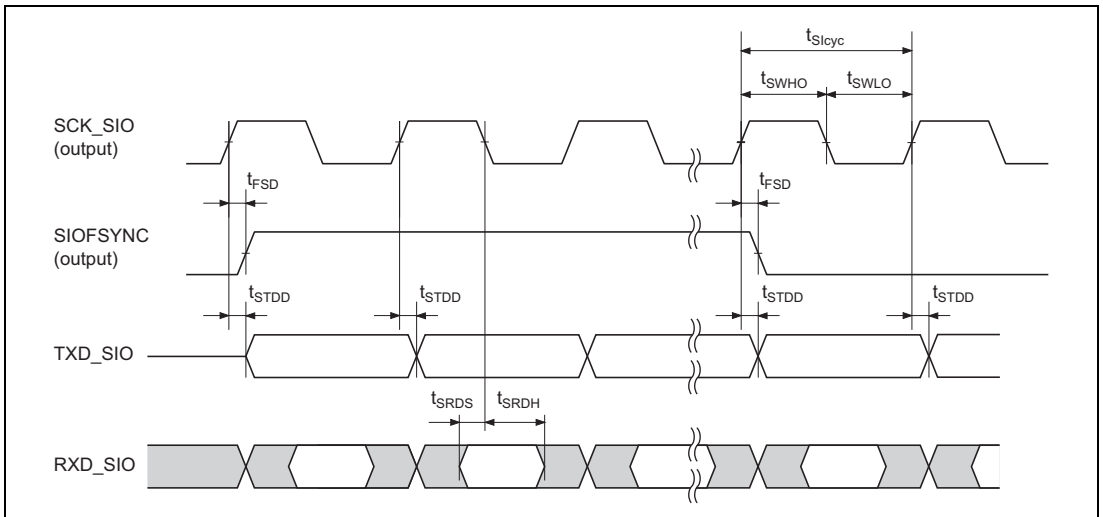 tSIcyc
tSWHO tSWLO
SCK_SIO
(output)
tFSD tFSD
SIOFSYNC
(output)
tSTDD tSTDD tSTDD tSTDD
TXD_SIO
tSRDS tSRDH
RXD_SIO